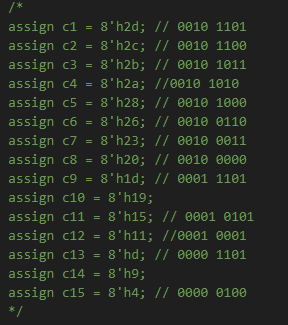 /*
assign c1 = 8'h2d; // 0010 1101
assign c2 = 8'h2c; // 0010 1100
assign c3 = 8'h2b; // 0010 1011
assign c4 = 8'h2a; //0010 1010
assign c5 = 8'h28; // 0010 1000
assign c6 = 8'h26; // 0010 0110
assign c7 = 8'h23; // 0010 0011
assign c8 = 8'h20; // 0010 0000
assign c9 = 8'h1d; // 0001 1101
assign c10 = 8'h19;
assign c11 = 8'h15; // 0001 0101
assign c12 = 8'h11; //0001 0001
assign c13 = 8'hd; // 0000 1101
assign c14 = 8'h9;
assign c15 = 8'h4; // 0000 0100
*/